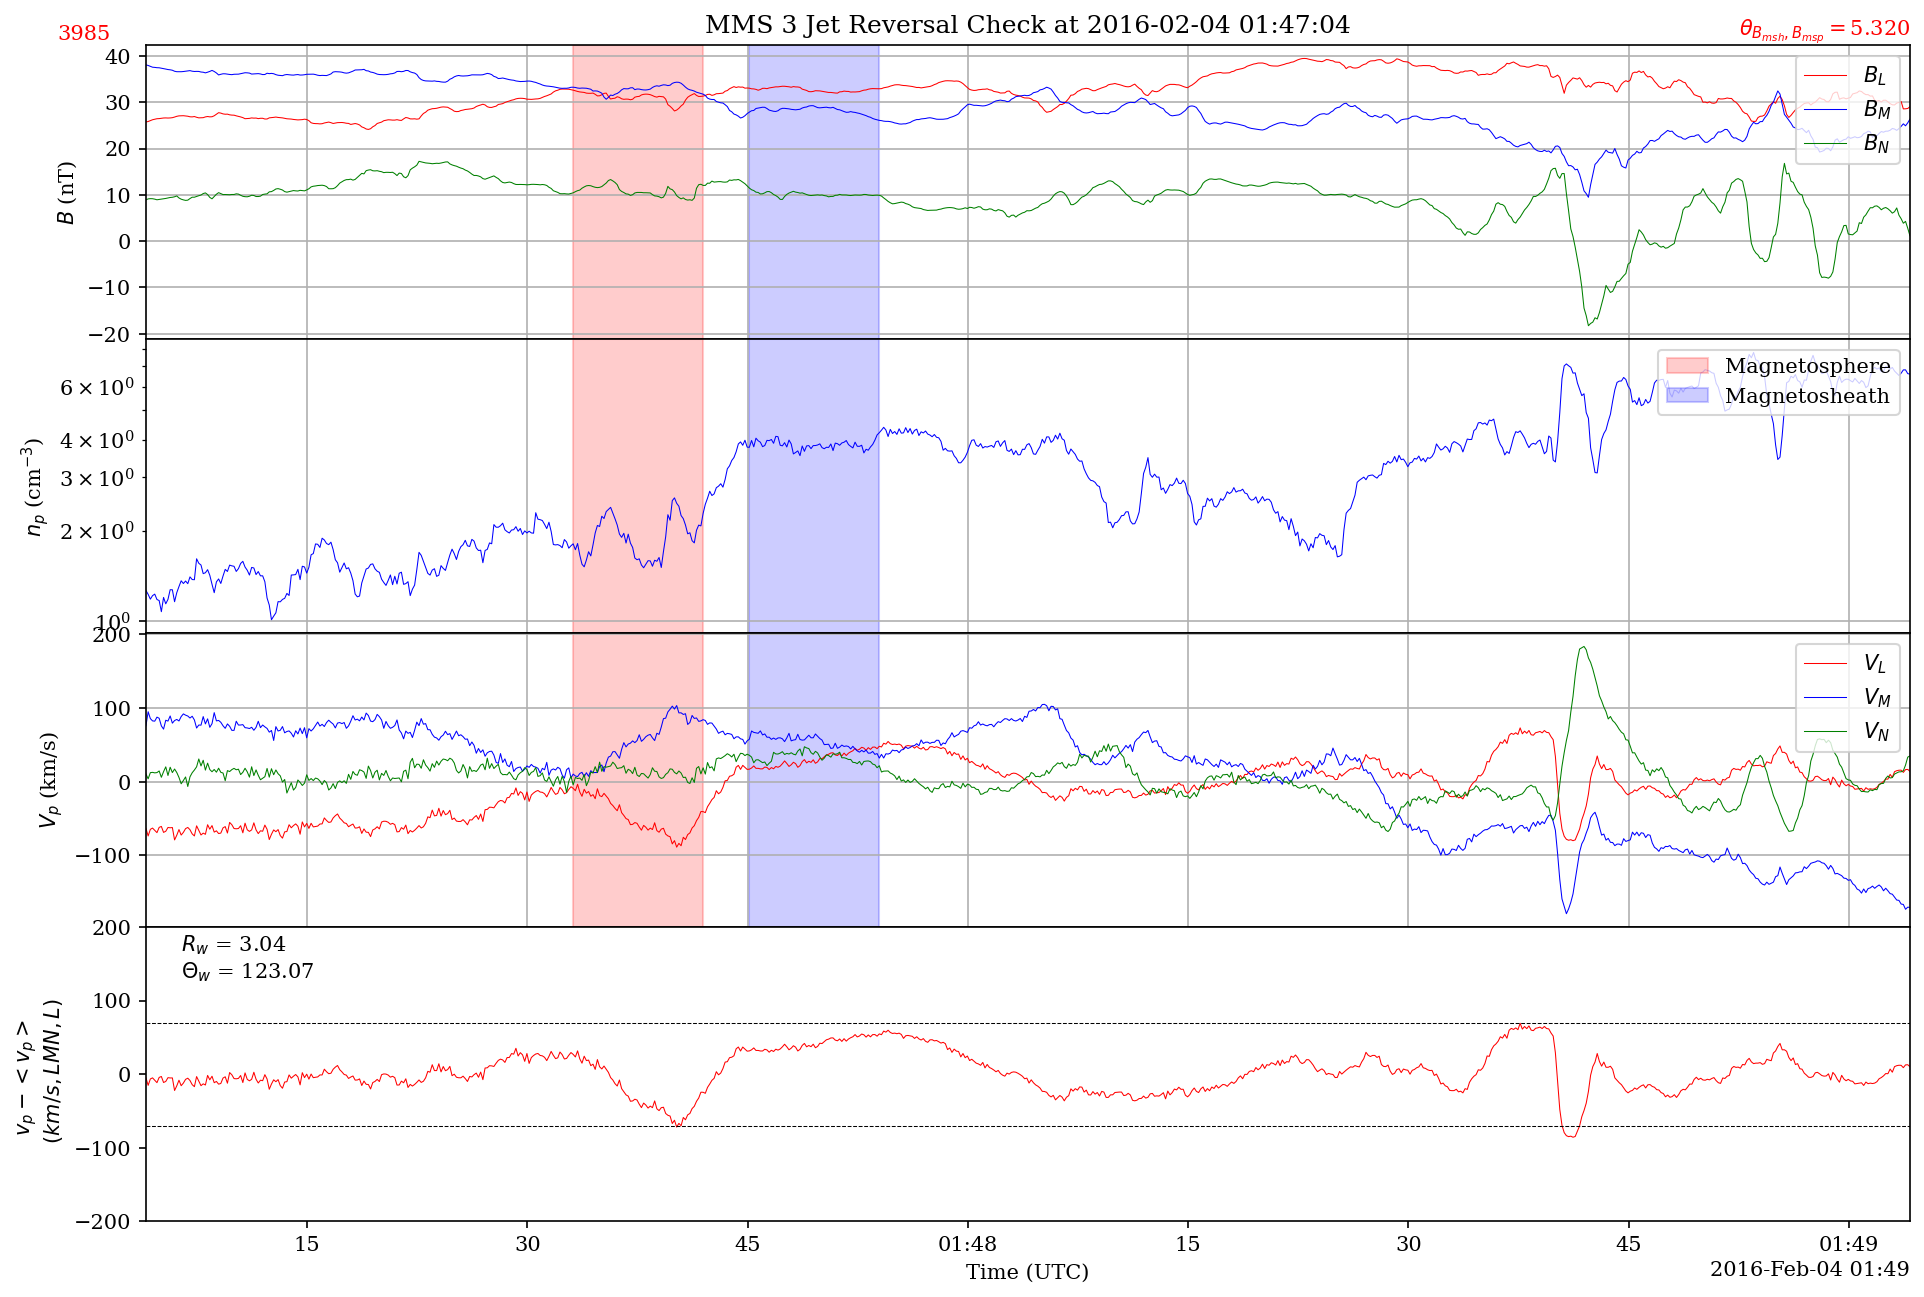 MMS 3 Jet Reversal Check at 2016-02-04 01:47:04
3985
θ_{B_{msh}, B_{msp}} = 5.320
40
30
20
10
0
−10
−20
B (nT)
B_L
B_M
B_N
6 × 10^0
4 × 10^0
3 × 10^0
2 × 10^0
10^0
n_p (cm^{−3})
Magnetosphere
Magnetosheath
200
100
0
−100
V_p (km/s)
V_L
V_M
V_N
200
100
0
−100
−200
v_p − < v_p >
(km/s, LMN, L)
R_w = 3.04
Θ_w = 123.07
15
30
45
01:48
15
30
45
01:49
Time (UTC)
2016-Feb-04 01:49